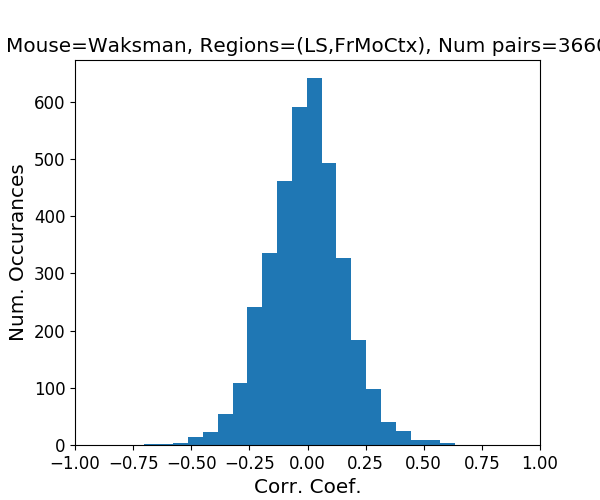 Mouse=Waksman, Regions=(LS,FrMoCtx), Num pairs=3660
Num. Occurances
600
500
400
300
200
100
0
−1.00 −0.75 −0.50 −0.25 0.00 0.25 0.50 0.75 1.00
Corr. Coef.